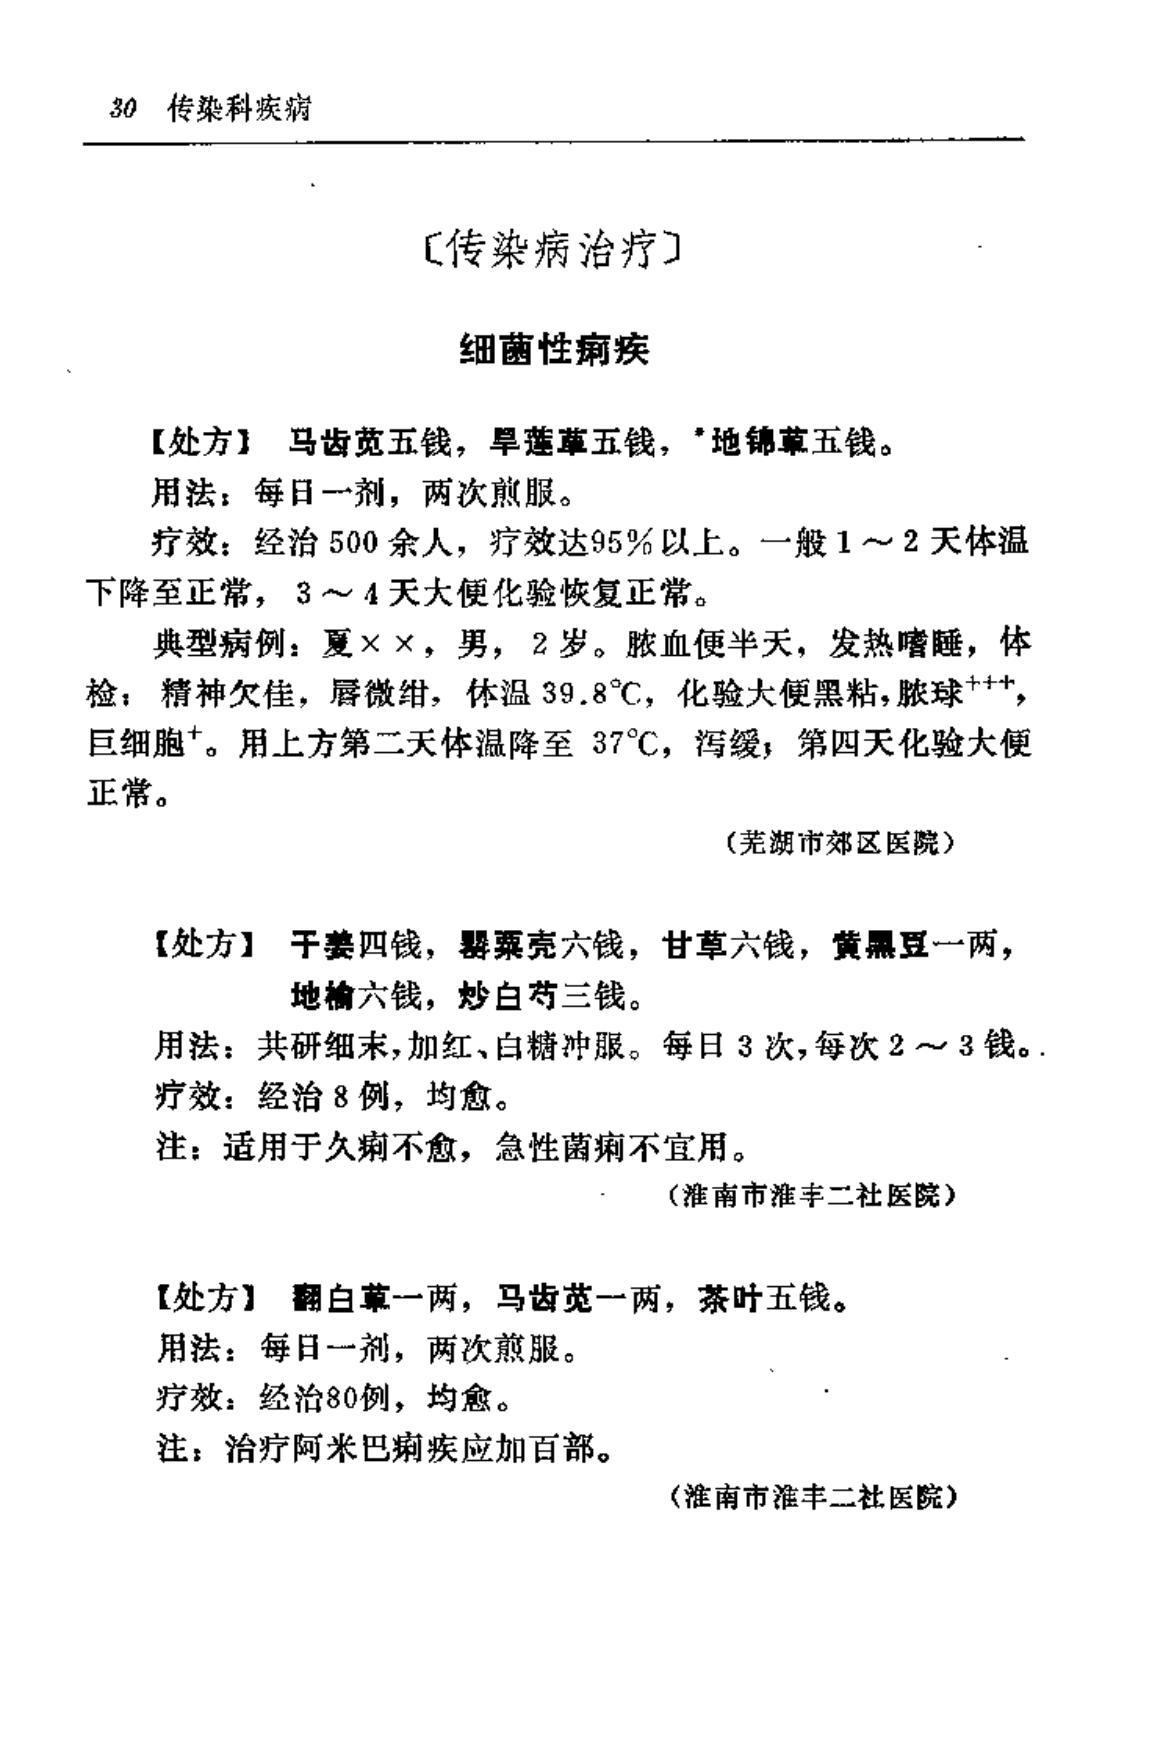 30 传染科疾病
〔传染病治疗〕
细菌性痢疾
【处方】 马齿苋五钱，旱莲草五钱，*地锦草五钱。
用法：每日一剂，两次煎服。
疗效：经治 500 余人，疗效达95％以上。一般 1 ～ 2 天体温
下降至正常， 3 ～ 4 天大便化验恢复正常。
典型病例：夏××，男， 2 岁。脓血便半天，发热嗜睡，体
检： 精神欠佳，唇微绀，体温 39.8℃，化验大便黑粘，脓球⁺⁺⁺，
巨细胞⁺。用上方第二天体温降至 37℃，泻缓；第四天化验大便
正常。
（芜湖市郊区医院）
【处方】 干姜四钱，罂粟壳六钱，甘草六钱，黄黑豆一两，
地榆六钱，炒白芍三钱。
用法：共研细末，加红、白糖冲服。每日 3 次，每次 2 ～ 3 钱。
疗效：经治 8 例，均愈。
注：适用于久痢不愈，急性菌痢不宜用。
（淮南市淮丰二社医院）
【处方】 翻白草一两，马齿苋一两，茶叶五钱。
用法：每日一剂，两次煎服。
疗效：经治80例，均愈。
注：治疗阿米巴痢疾应加百部。
（淮南市淮丰二社医院）